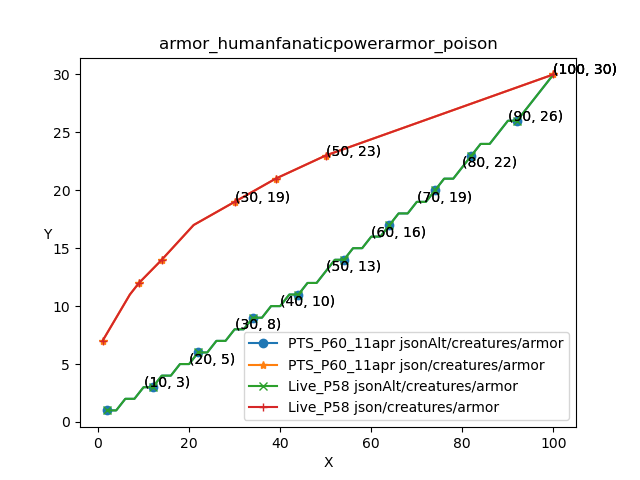 armor_humanfanaticpowerarmor_poison
30
25
20
15
10
5
0
Y
(100, 30)
(90, 26)
(50, 23)
(80, 22)
(30, 19)
(70, 19)
(60, 16)
(50, 13)
(40, 10)
(30, 8)
(20, 5)
(10, 3)
PTS_P60_11apr jsonAlt/creatures/armor
PTS_P60_11apr json/creatures/armor
Live_P58 jsonAlt/creatures/armor
Live_P58 json/creatures/armor
0 20 40 60 80 100
X